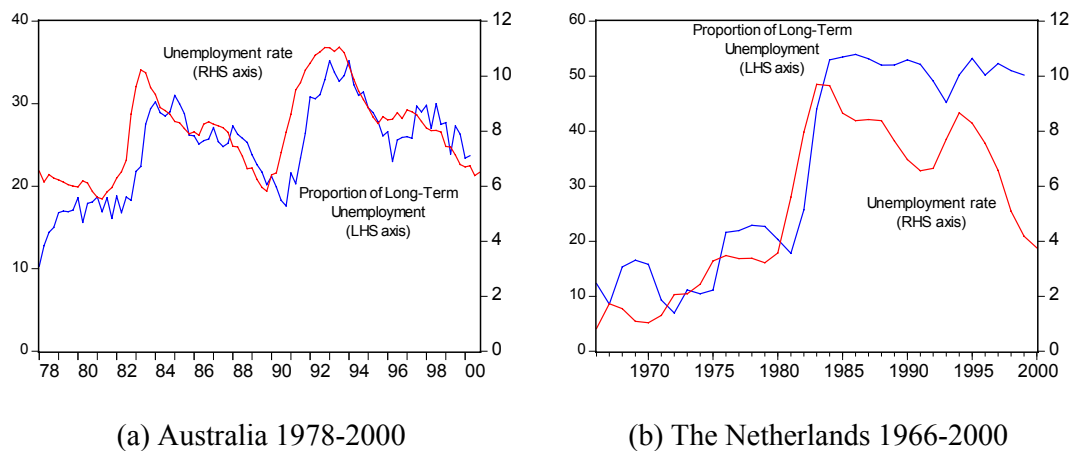 40
30
20
10
0
12
10
8
6
4
2
0
Unemployment rate
(RHS axis)
Proportion of Long-Term
Unemployment
(LHS axis)
78 80 82 84 86 88 90 92 94 96 98 00
(a) Australia 1978-2000
60
50
40
30
20
10
0
12
10
8
6
4
2
0
Proportion of Long-Term
Unemployment
(LHS axis)
Unemployment rate
(RHS axis)
1970 1975 1980 1985 1990 1995 2000
(b) The Netherlands 1966-2000